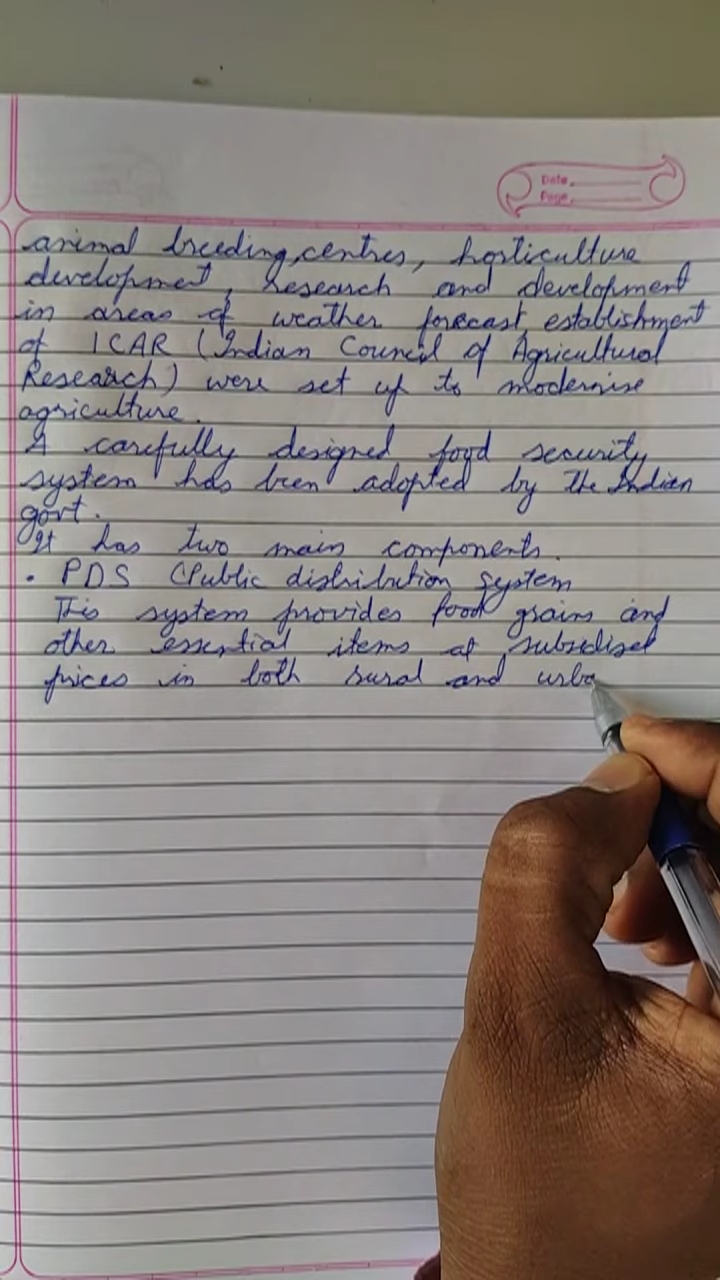 Date.
Page.
animal breeding, centres, horticulture
development, research and development
in areas of weather forecast, establishment
of ICAR (Indian Council of Agricultural
Research) were set up to modernise
agriculture.
A carefully designed food security
system has been adopted by the Indian
govt.
It has two main components.
• PDS (Public distribution system
This system provides food grains and
other essential items at subsidised
prices in both rural and urba